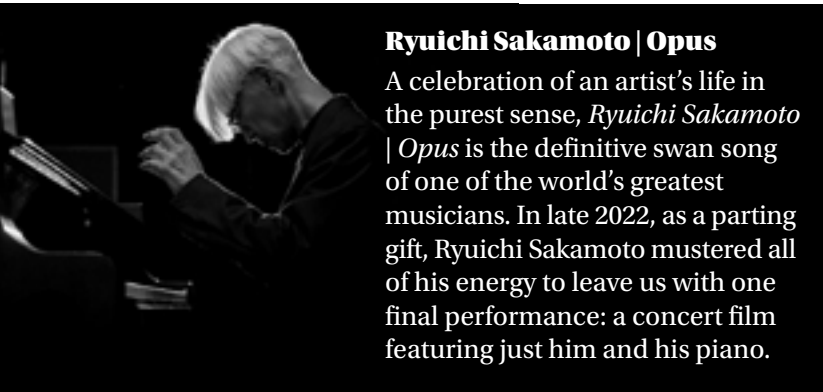 Ryuichi Sakamoto | Opus
A celebration of an artist’s life in
the purest sense, Ryuichi Sakamoto
| Opus is the definitive swan song
of one of the world’s greatest
musicians. In late 2022, as a parting
gift, Ryuichi Sakamoto mustered all
of his energy to leave us with one
final performance: a concert film
featuring just him and his piano.